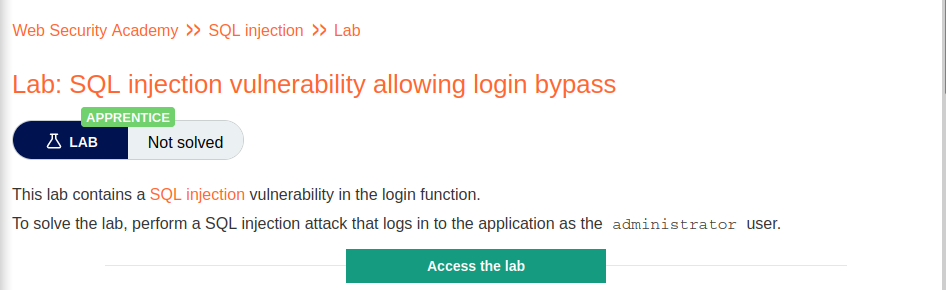 Web Security Academy >> SQL injection >> Lab
Lab: SQL injection vulnerability allowing login bypass
APPRENTICE
LAB Not solved
This lab contains a SQL injection vulnerability in the login function.
To solve the lab, perform a SQL injection attack that logs in to the application as the administrator user.
Access the lab